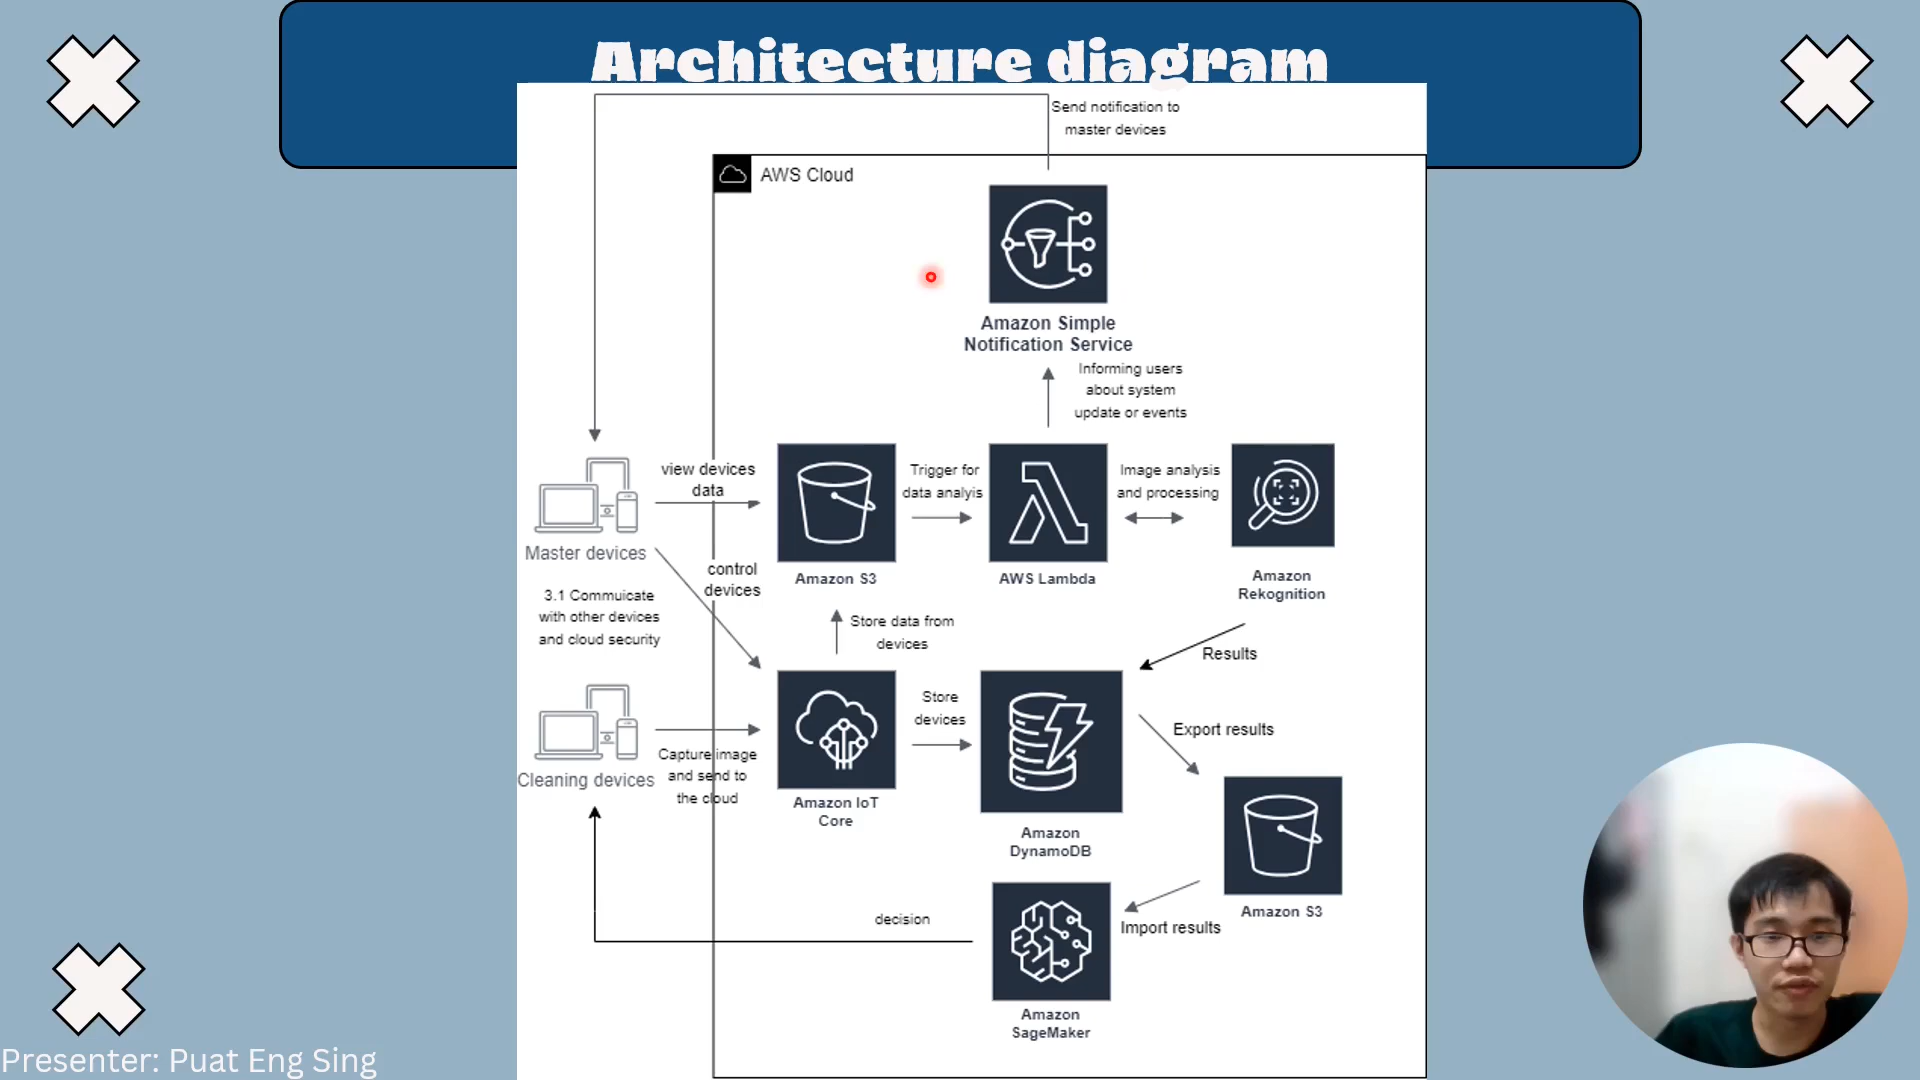 Architecture diagram
Send notification to
master devices
AWS Cloud
Amazon Simple
Notification Service
Informing users
about system
update or events
view devices
data
Trigger for
data analyis
Image analysis
and processing
Master devices
control
devices
Amazon S3
AWS Lambda
Amazon
Rekognition
3.1 Commuicate
with other devices
and cloud security
Store data from
devices
Results
Store
devices
Export results
Cleaning devices
Capture image
and send to
the cloud
Amazon IoT
Core
Amazon
DynamoDB
Amazon S3
decision
Import results
Amazon
SageMaker
Presenter: Puat Eng Sing